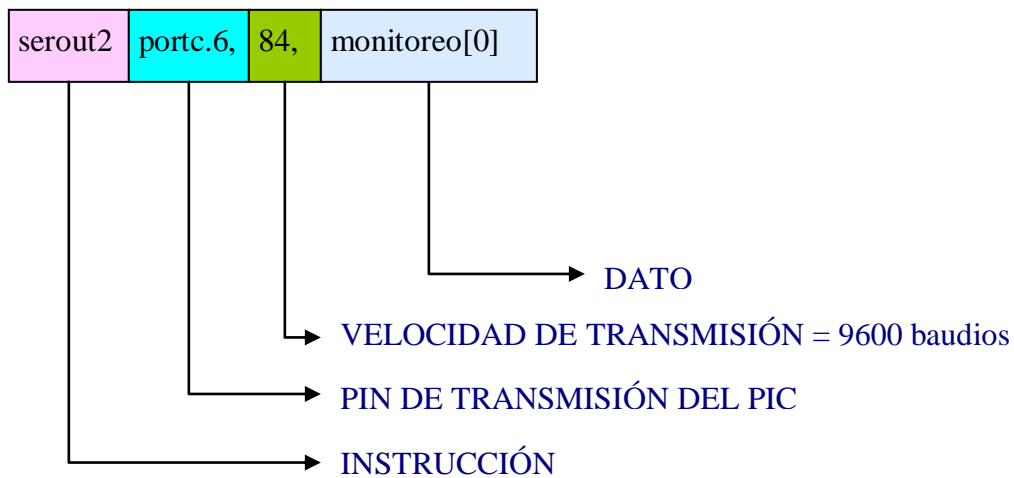 serout2 portc.6, 84, monitoreo[0]
DATO
VELOCIDAD DE TRANSMISIÓN = 9600 baudios
PIN DE TRANSMISIÓN DEL PIC
INSTRUCCIÓN